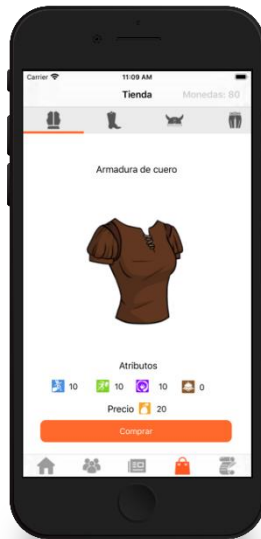 Carrier 11:09 AM
Tienda Monedas: 80
Armadura de cuero
Atributos
10 10 10 0
Precio 20
Comprar